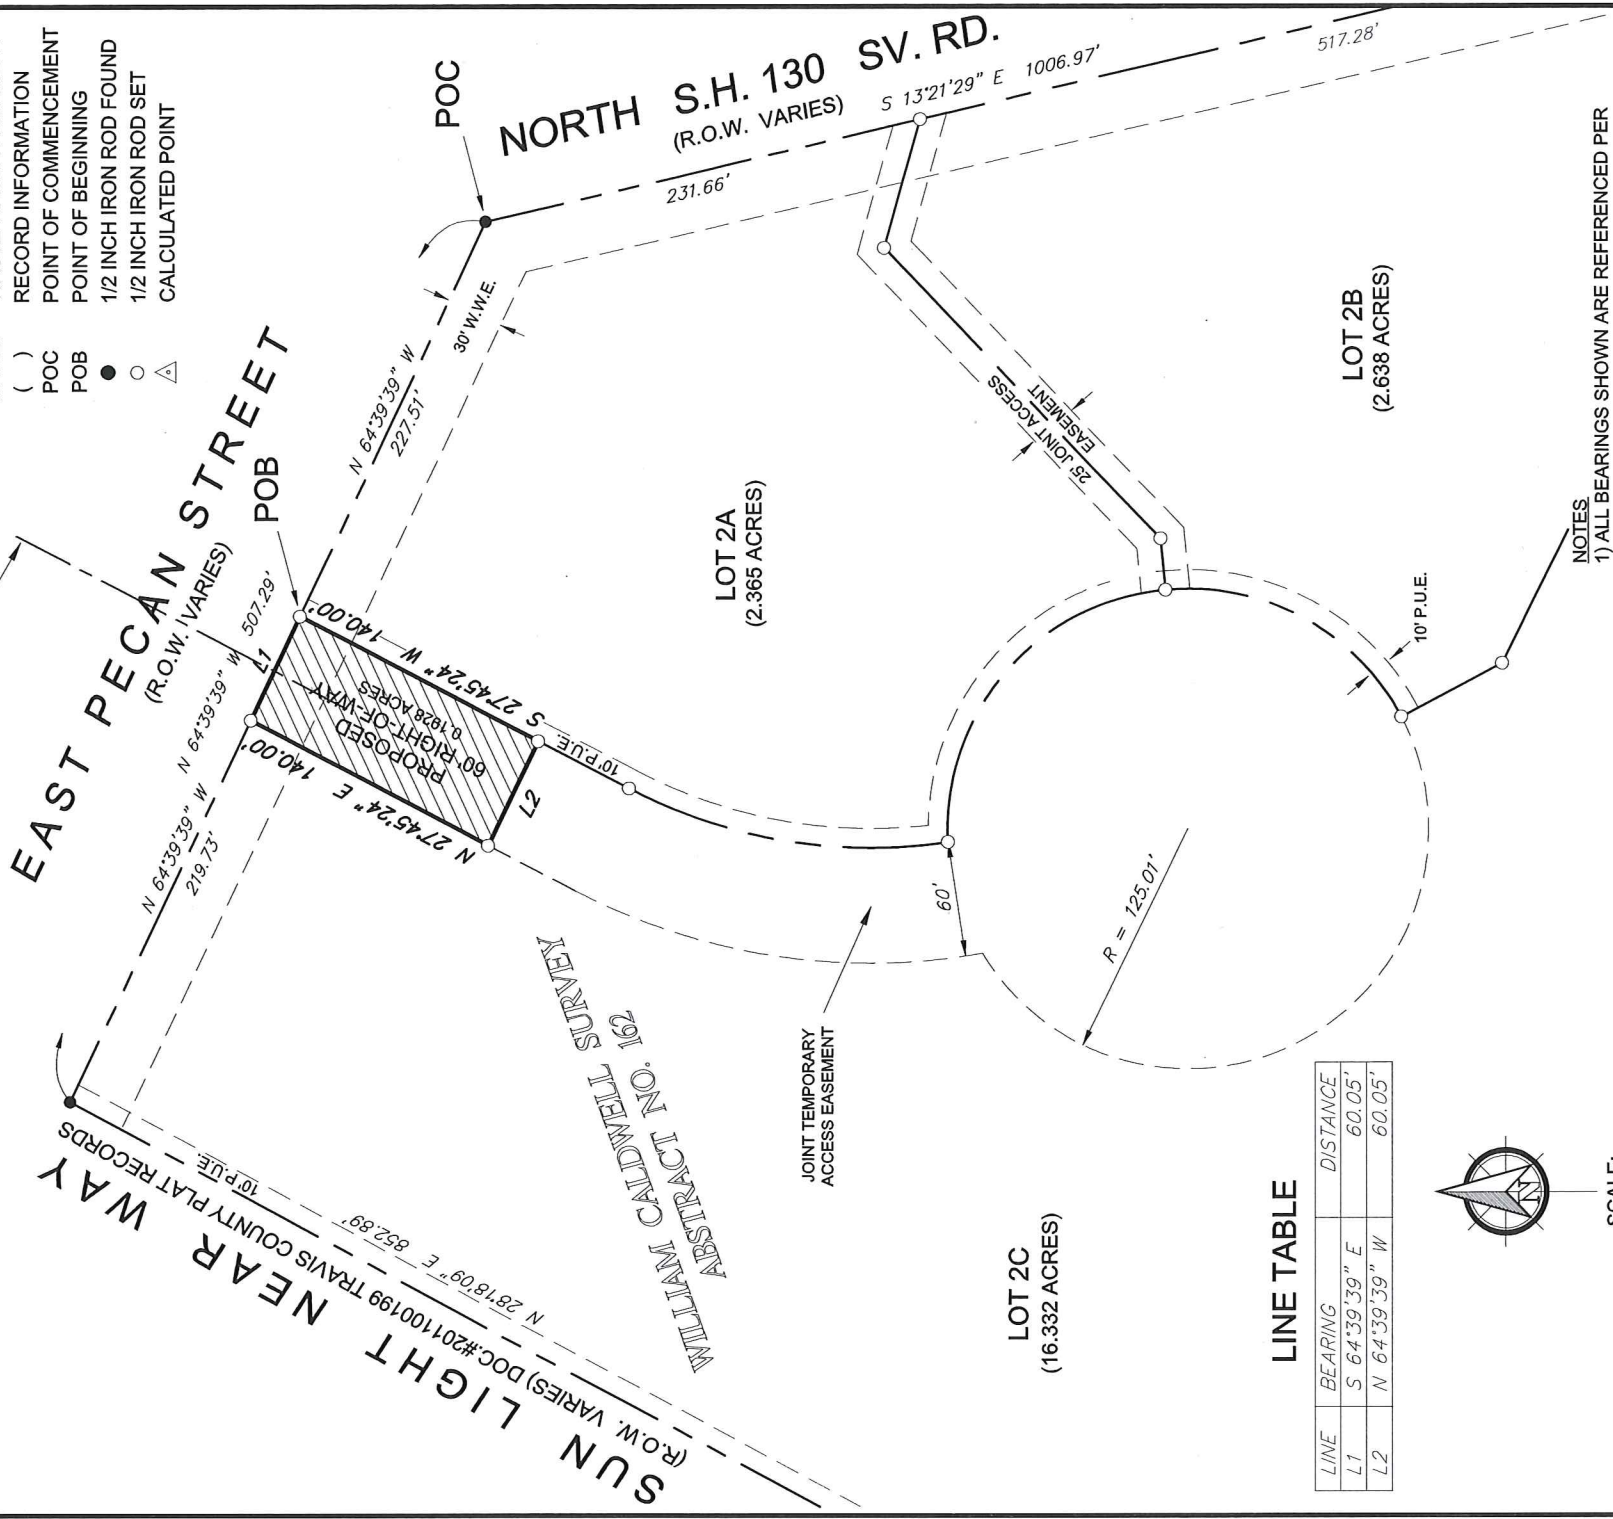 ( ) RECORD INFORMATION
POC POINT OF COMMENCEMENT
POB POINT OF BEGINNING
1/2 INCH IRON ROD FOUND
1/2 INCH IRON ROD SET
CALCULATED POINT
EAST PECAN STREET
(R.O.W. VARIES)
NORTH S.H. 130 SV. RD.
(R.O.W. VARIES)
S 13°21'29" E 1006.97'
517.28'
231.66'
POC
POB
30' W.W.E.
N 64°39'39" W
227.51'
N 64°39'39" W 507.29'
N 64°39'39" W
219.73'
L1
140.00'
S 27°45'24" W
PROPOSED
60' RIGHT-OF-WAY
0.1928 ACRES
140.00'
N 27°45'24" E
L2
10' P.U.E.
LOT 2A
(2.365 ACRES)
25' JOINT ACCESS
EASEMENT
LOT 2B
(2.638 ACRES)
10' P.U.E.
60'
R = 125.01'
JOINT TEMPORARY
ACCESS EASEMENT
WILLIAM CALDWELL SURVEY
ABSTRACT NO. 162
SUN LIGHT NEAR WAY
(R.O.W. VARIES) DOC.#201100199 TRAVIS COUNTY PLAT RECORDS
10' P.U.E.
N 28°18'09" E 852.89'
LOT 2C
(16.332 ACRES)
LINE TABLE
LINE BEARING DISTANCE
L1 S 64°39'39" E 60.05'
L2 N 64°39'39" W 60.05'
N
SCALE:
NOTES
1) ALL BEARINGS SHOWN ARE REFERENCED PER